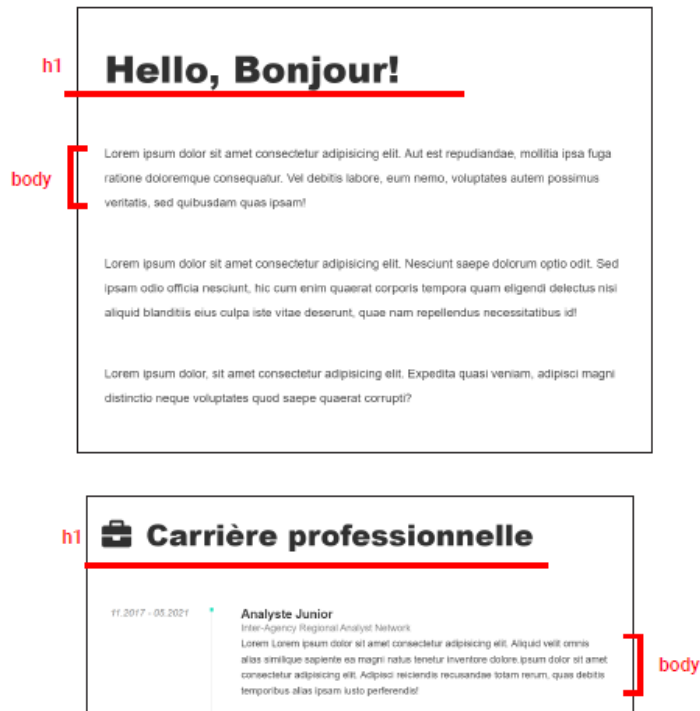 h1
Hello, Bonjour!
body
Lorem ipsum dolor sit amet consectetur adipisicing elit. Aut est repudiandae, mollitia ipsa fuga
ratione doloremque consequatur. Vel debitis labore, eum nemo, voluptates autem possimus
veritatis, sed quibusdam quas ipsam!
Lorem ipsum dolor sit amet consectetur adipisicing elit. Nesciunt saepe dolorum optio odit. Sed
ipsam odio officia nesciunt, hic cum enim quaerat corporis tempora quam eligendi delectus nisi
aliquid blanditiis eius culpa iste vitae deserunt, quae nam repellendus necessitatibus id!
Lorem ipsum dolor, sit amet consectetur adipisicing elit. Expedita quasi veniam, adipisci magni
distinctio neque voluptates quod saepe quaerat corrupti?
h1
Carrière professionnelle
11.2017 - 05.2021
Analyste Junior
Inter-Agency Regional Analyst Network
Lorem Lorem ipsum dolor sit amet consectetur adipisicing elit. Aliquid velit omnis
alias similique sapiente ea magni natus tenetur inventore dolore.ipsum dolor sit amet
consectetur adipisicing elit. Adipisci reiciendis recusandae totam rerum, quas debitis
temporibus alias ipsam iusto perferendis!
body